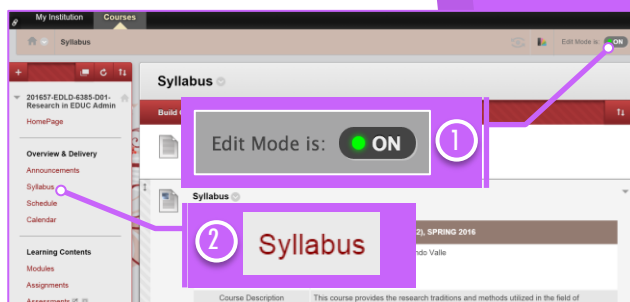 My Institution
Courses
Syllabus
Edit Mode is: ON
201657-EDLD-6385-D01-
Research in EDUC Admin
HomePage
Overview & Delivery
Announcements
Syllabus
Schedule
Calendar
Learning Contents
Modules
Assignments
Assessments
Syllabus
Build
Edit Mode is: ON
1
Syllabus
2
Syllabus
2), SPRING 2016
ndo Valle
Course Description
This course provides the research traditions and methods utilized in the field of